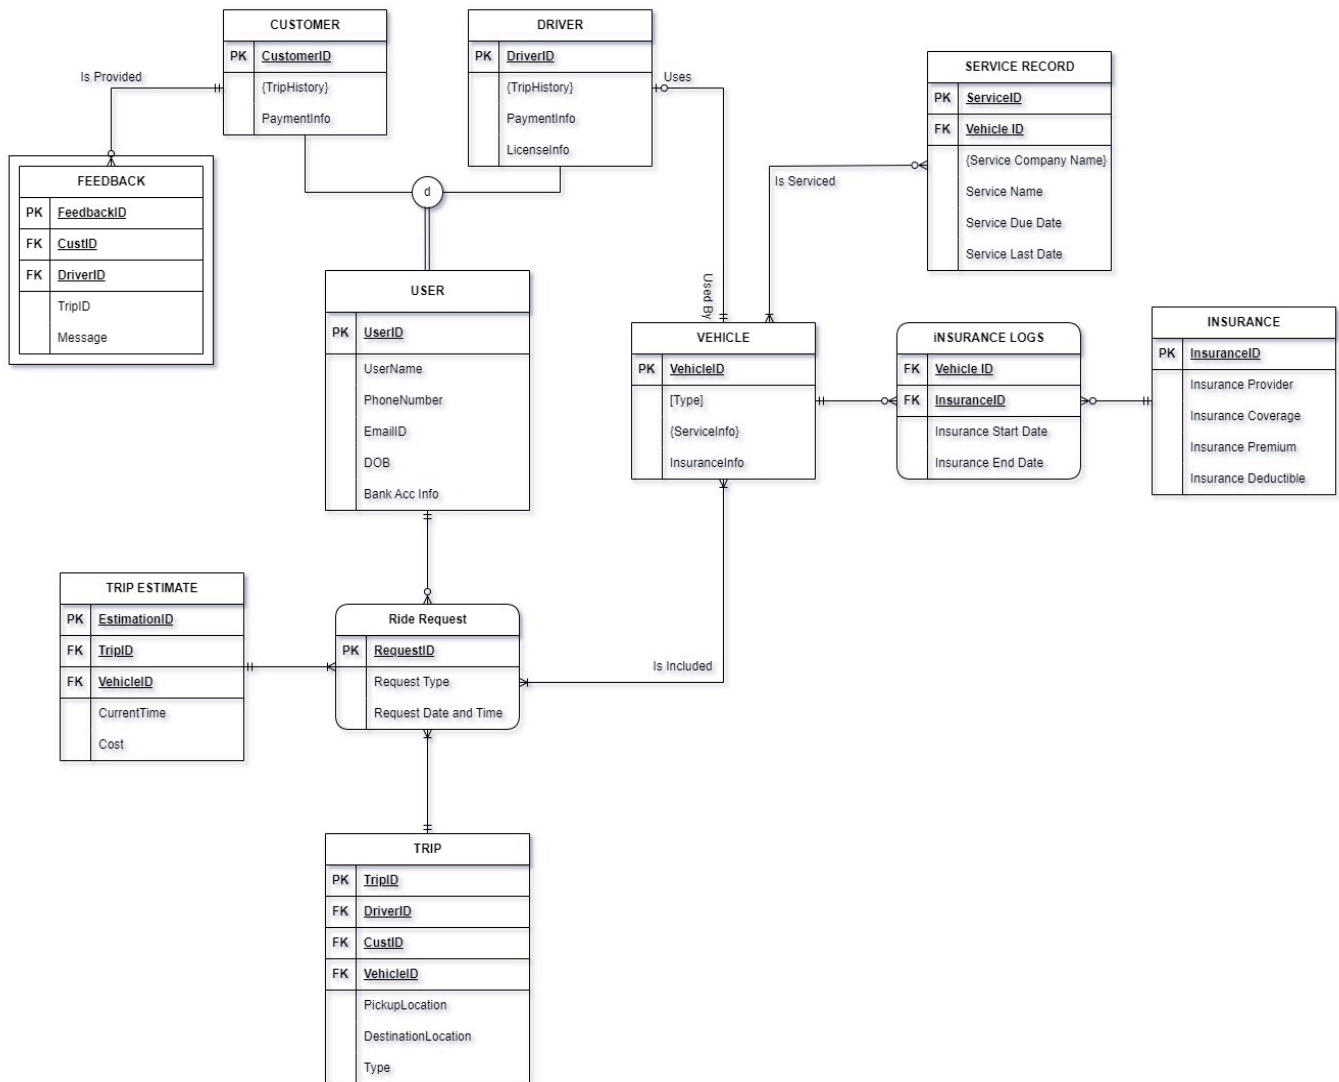 CUSTOMER
PK CustomerID
{TripHistory}
PaymentInfo
DRIVER
PK DriverID
{TripHistory}
PaymentInfo
LicenseInfo
Is Provided
Uses
SERVICE RECORD
PK ServiceID
FK Vehicle ID
{Service Company Name}
Service Name
Service Due Date
Service Last Date
Is Serviced
FEEDBACK
PK FeedbackID
FK CustID
FK DriverID
TripID
Message
d
Used By
USER
PK UserID
UserName
PhoneNumber
EmailID
DOB
Bank Acc Info
VEHICLE
PK VehicleID
[Type]
{ServiceInfo}
InsuranceInfo
iNSURANCE LOGS
FK Vehicle ID
FK InsuranceID
Insurance Start Date
Insurance End Date
INSURANCE
PK InsuranceID
Insurance Provider
Insurance Coverage
Insurance Premium
Insurance Deductible
TRIP ESTIMATE
PK EstimationID
FK TripID
FK VehicleID
CurrentTime
Cost
Ride Request
PK RequestID
Request Type
Request Date and Time
Is Included
TRIP
PK TripID
FK DriverID
FK CustID
FK VehicleID
PickupLocation
DestinationLocation
Type